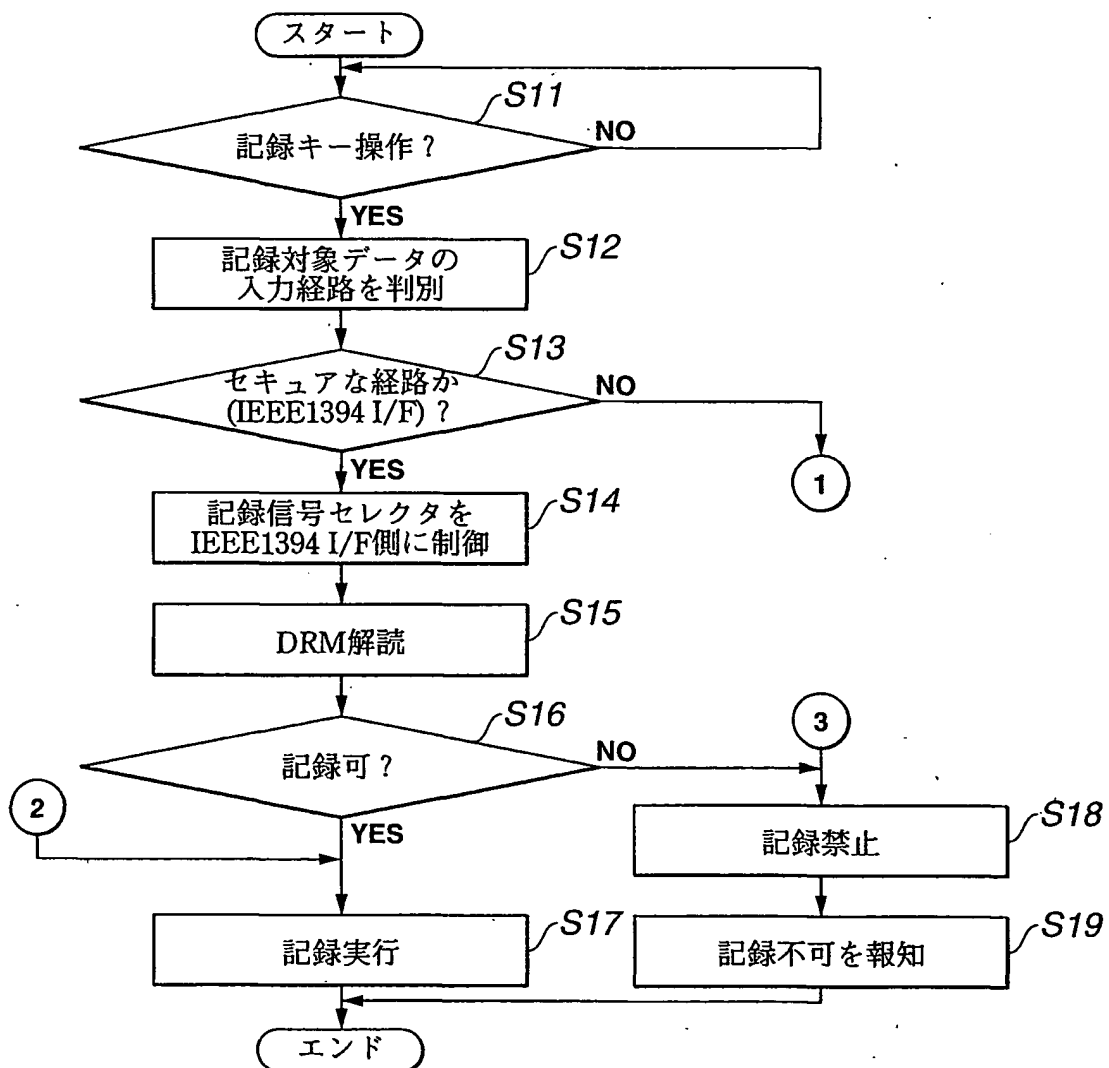 スタート
S11
記録キー操作？
NO
YES
S12
記録対象データの
入力経路を判別
S13
セキュアな経路か
(IEEE1394 I/F)？
NO
YES
1
S14
記録信号セレクタを
IEEE1394 I/F側に制御
S15
DRM解読
S16
記録可？
NO
3
2
YES
S18
記録禁止
S17
記録実行
S19
記録不可を報知
エンド